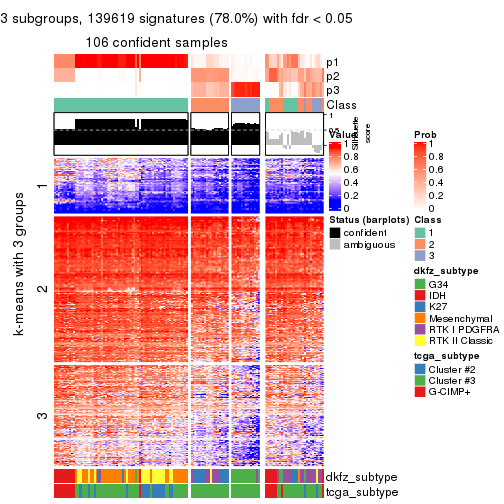 3 subgroups, 139619 signatures (78.0%) with fdr < 0.05
106 confident samples
p1
p2
p3
Class
1
0.5
0
Silhouette
score
Value
1
0.8
0.6
0.4
0.2
0
Prob
1
0.8
0.6
0.4
0.2
0
Status (barplots)
confident
ambiguous
Class
1
2
3
dkfz_subtype
G34
IDH
K27
Mesenchymal
RTK I PDGFRA
RTK II Classic
tcga_subtype
Cluster #2
Cluster #3
G-CIMP+
k-means with 3 groups
1
2
3
dkfz_subtype
tcga_subtype